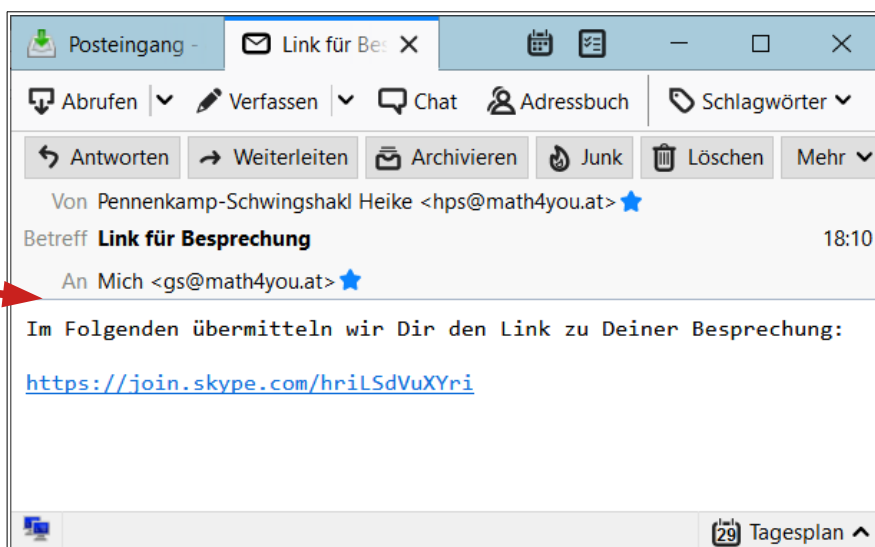 Posteingang -
Link für Bes
Abrufen Verfassen Chat Adressbuch Schlagwörter
Antworten Weiterleiten Archivieren Junk Löschen Mehr
Von Pennenkamp-Schwingshakl Heike <hps@math4you.at>
Betreff Link für Besprechung 18:10
An Mich <gs@math4you.at>
Im Folgenden übermitteln wir Dir den Link zu Deiner Besprechung:
https://join.skype.com/hriLSdVuXYri
29 Tagesplan